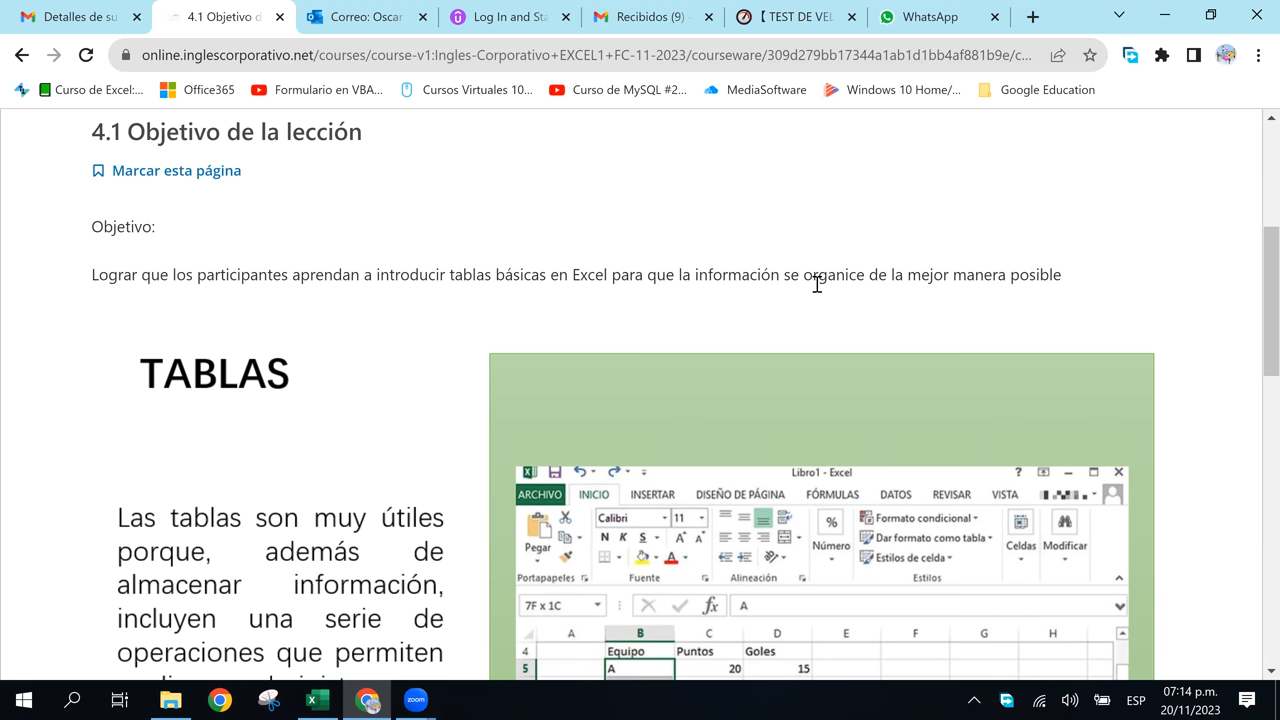 Detalles de su
4.1 Objetivo d
Correo: Oscar
Log In and Sta
Recibidos (9) -
【 TEST DE VEL
WhatsApp
online.inglescorporativo.net/courses/course-v1:Ingles-Corporativo+EXCEL1+FC-11-2023/courseware/309d279bb17344a1ab1d1bb4af881b9e/c...
Curso de Excel:...
Office365
Formulario en VBA...
Cursos Virtuales 10...
Curso de MySQL #2...
MediaSoftware
Windows 10 Home/...
Google Education
4.1 Objetivo de la lección
Marcar esta página
Objetivo:
Lograr que los participantes aprendan a introducir tablas básicas en Excel para que la información se organice de la mejor manera posible
TABLAS
Las tablas son muy útiles
porque, además de
almacenar información,
incluyen una serie de
operaciones que permiten
Libro1 - Excel
ARCHIVO INICIO INSERTAR DISEÑO DE PÁGINA FÓRMULAS DATOS REVISAR VISTA
Calibri 11
Pegar
N K S
Número
%
Formato condicional
Dar formato como tabla
Estilos de celda
Celdas
Modificar
Portapapeles Fuente Alineación Estilos
7F x 1C fx A
A B C D E F G H
4 Equipo Puntos Goles
5 A 20 15
zoom
ESP
07:14 p.m.
20/11/2023